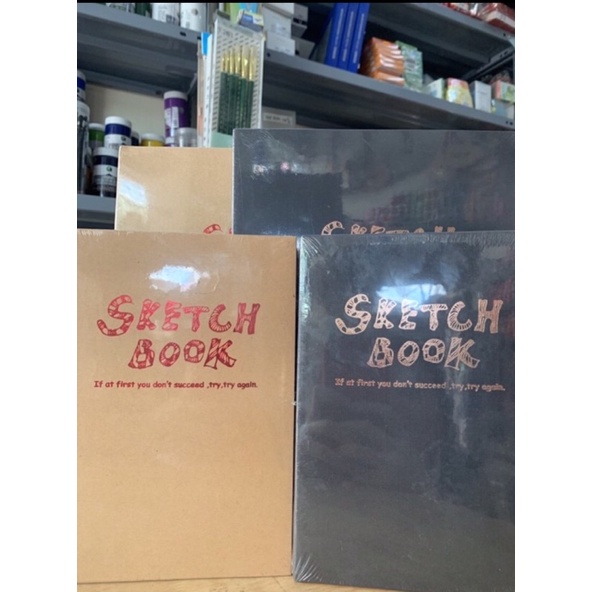 SKETCH
SKETCH
BOOK
If at first you don't succeed ,try,try again.
SKETCH
BOOK
If at first you don't succeed ,try,try again.